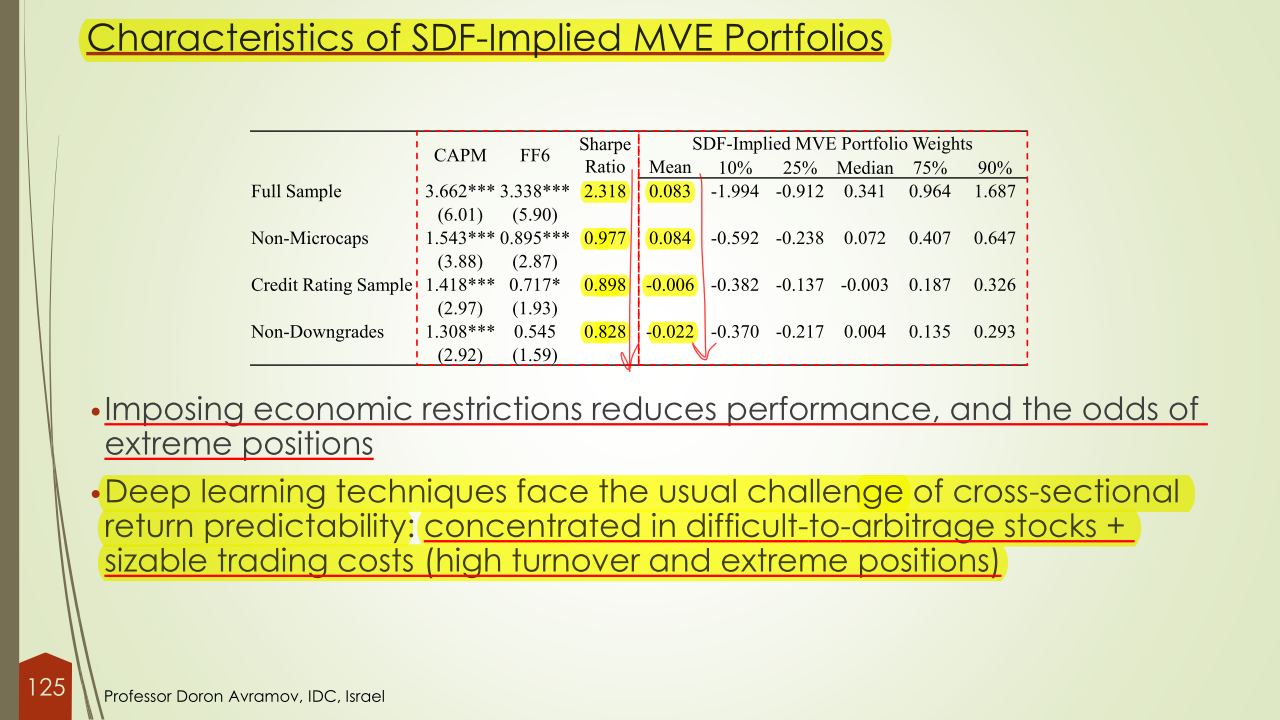 Characteristics of SDF-Implied MVE Portfolios
CAPM FF6 Sharpe Ratio SDF-Implied MVE Portfolio Weights
Mean 10% 25% Median 75% 90%
Full Sample 3.662*** 3.338*** 2.318 0.083 -1.994 -0.912 0.341 0.964 1.687
(6.01) (5.90)
Non-Microcaps 1.543*** 0.895*** 0.977 0.084 -0.592 -0.238 0.072 0.407 0.647
(3.88) (2.87)
Credit Rating Sample 1.418*** 0.717* 0.898 -0.006 -0.382 -0.137 -0.003 0.187 0.326
(2.97) (1.93)
Non-Downgrades 1.308*** 0.545 0.828 -0.022 -0.370 -0.217 0.004 0.135 0.293
(2.92) (1.59)
•Imposing economic restrictions reduces performance, and the odds of
extreme positions
•Deep learning techniques face the usual challenge of cross-sectional
return predictability: concentrated in difficult-to-arbitrage stocks +
sizable trading costs (high turnover and extreme positions)
125
Professor Doron Avramov, IDC, Israel